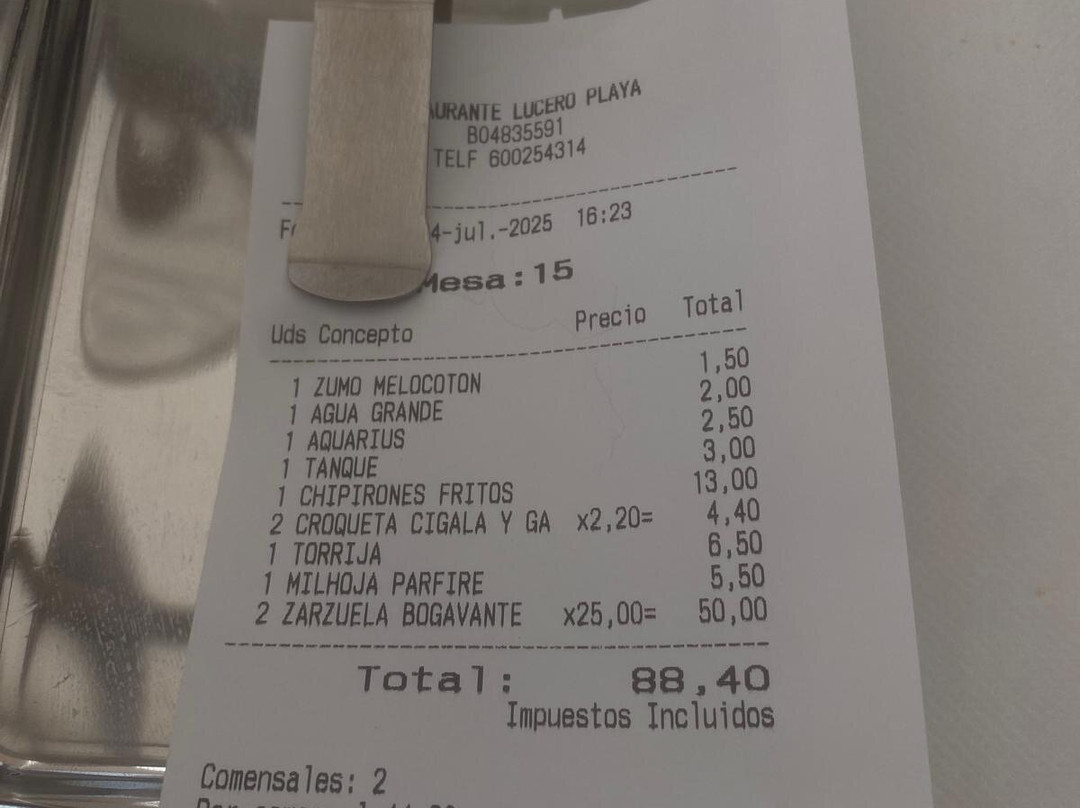 AURANTE LUCERO PLAYA
B04835591
TELF 600254314
4-jul.-2025 16:23
Mesa:15
Uds Concepto Precio Total
1 ZUMO MELOCOTON 1,50
1 AGUA GRANDE 2,00
1 AQUARIUS 2,50
1 TANQUE 3,00
1 CHIPIRONES FRITOS 13,00
2 CROQUETA CIGALA Y GA x2,20= 4,40
1 TORRIJA 6,50
1 MILHOJA PARFIRE 5,50
2 ZARZUELA BOGAVANTE x25,00= 50,00
Total: 88,40
Impuestos Incluidos
Comensales: 2